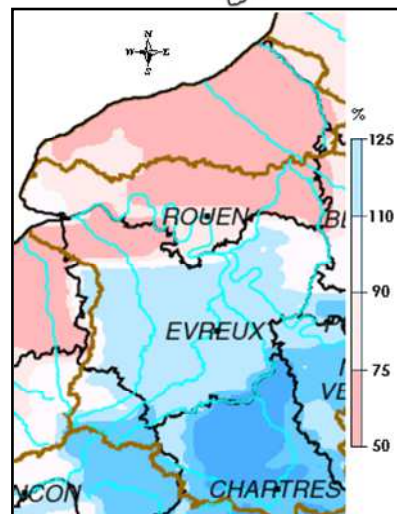 N
W E
S
%
125
110
90
75
50
ROUEN
EVREUX
VE
NCON
CHARTRES